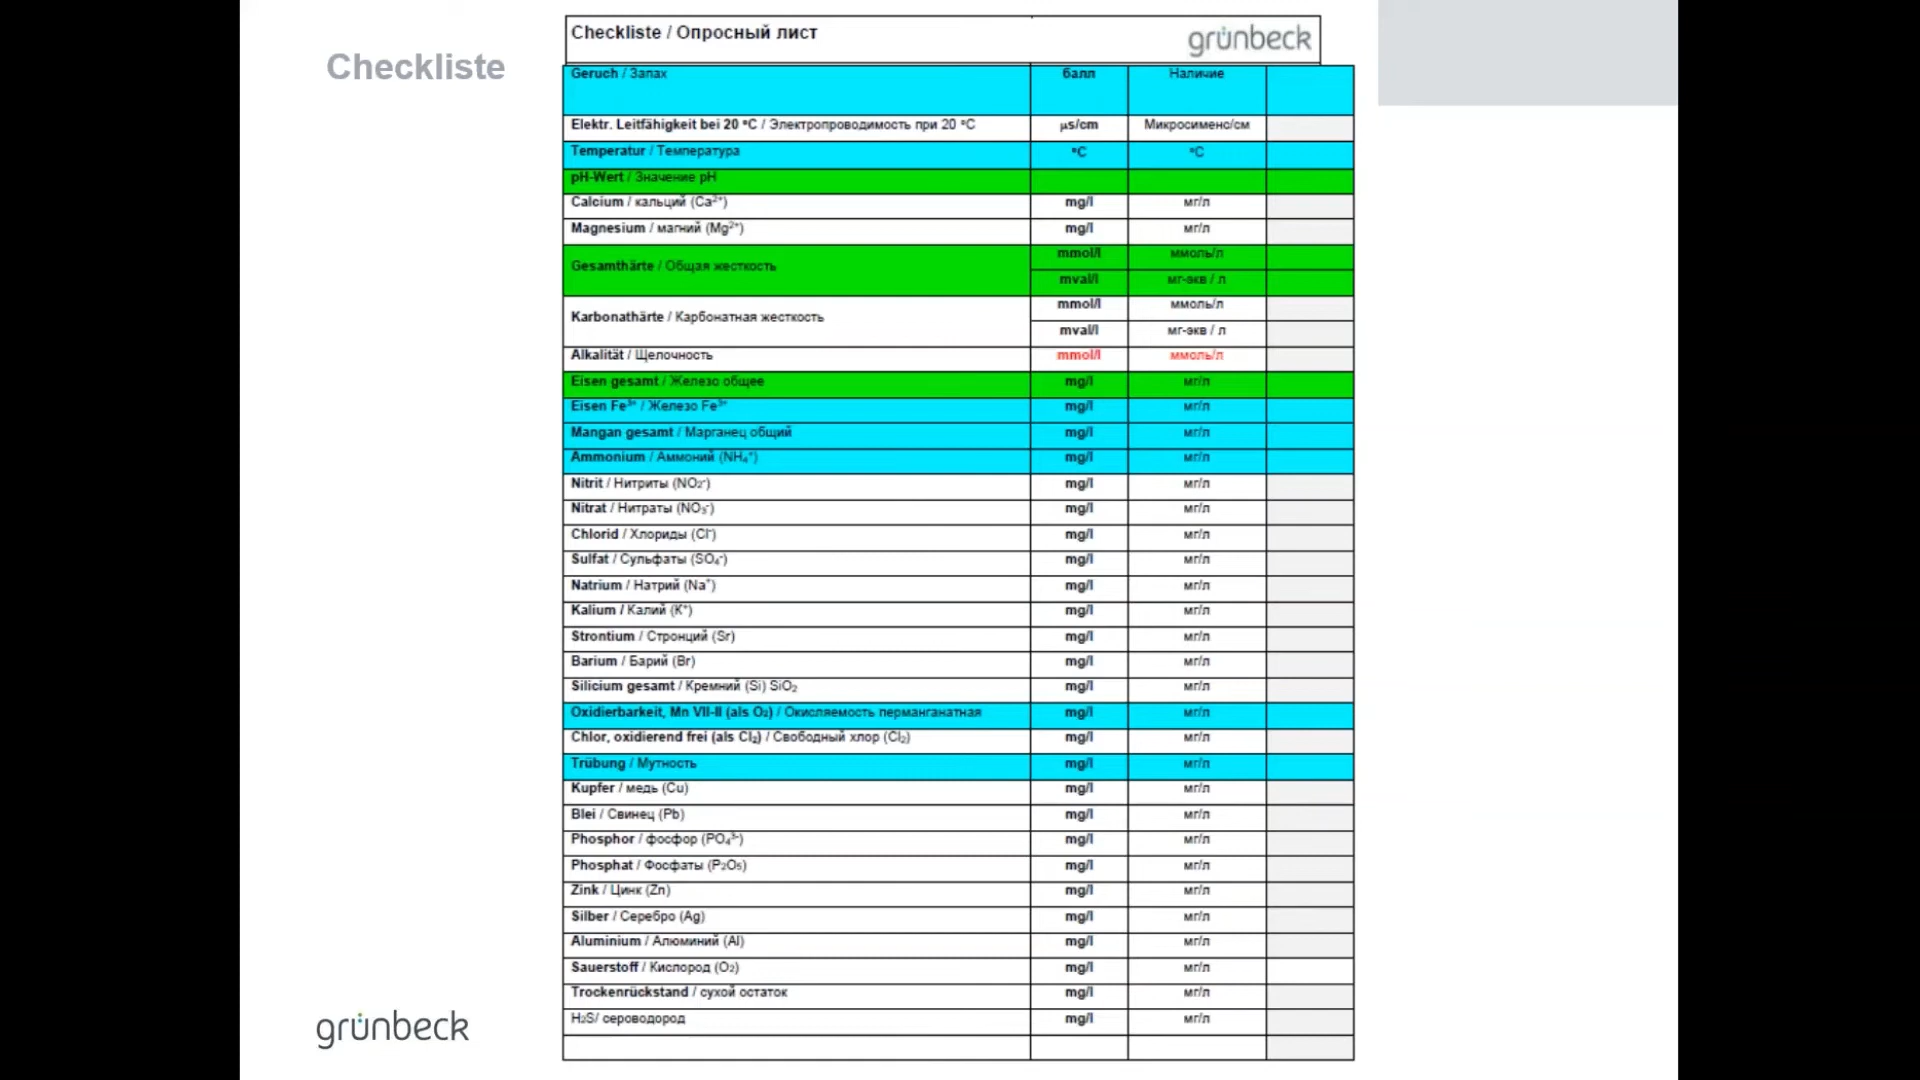 Checkliste
Checkliste / Опросный лист
grünbeck
Geruch / Запах балл Наличие
Elektr. Leitfähigkeit bei 20 °C / Электропроводимость при 20 °C µs/cm Микросименс/см
Temperatur / Температура °C °C
pH-Wert / Значение pH
Calcium / кальций (Ca²⁺) mg/l мг/л
Magnesium / магний (Mg²⁺) mg/l мг/л
Gesamthärte / Общая жесткость mmol/l ммоль/л
mval/l мг-экв / л
Karbonathärte / Карбонатная жесткость mmol/l ммоль/л
mval/l мг-экв / л
Alkalität / Щелочность mmol/l ммоль/л
Eisen gesamt / Железо общее mg/l мг/л
Eisen Fe³⁺ / Железо Fe³⁺ mg/l мг/л
Mangan gesamt / Марганец общий mg/l мг/л
Ammonium / Аммоний (NH₄⁺) mg/l мг/л
Nitrit / Нитриты (NO₂⁻) mg/l мг/л
Nitrat / Нитраты (NO₃⁻) mg/l мг/л
Chlorid / Хлориды (Cl⁻) mg/l мг/л
Sulfat / Сульфаты (SO₄⁻) mg/l мг/л
Natrium / Натрий (Na⁺) mg/l мг/л
Kalium / Калий (K⁺) mg/l мг/л
Strontium / Стронций (Sr) mg/l мг/л
Barium / Барий (Br) mg/l мг/л
Silicium gesamt / Кремний (Si) SiO₂ mg/l мг/л
Oxidierbarkeit, Mn VII-II (als O₂) / Окисляемость перманганатная mg/l мг/л
Chlor, oxidierend frei (als Cl₂) / Свободный хлор (Cl₂) mg/l мг/л
Trübung / Мутность mg/l мг/л
Kupfer / медь (Cu) mg/l мг/л
Blei / Свинец (Pb) mg/l мг/л
Phosphor / фосфор (PO₄³⁻) mg/l мг/л
Phosphat / Фосфаты (P₂O₅) mg/l мг/л
Zink / Цинк (Zn) mg/l мг/л
Silber / Серебро (Ag) mg/l мг/л
Aluminium / Алюминий (Al) mg/l мг/л
Sauerstoff / Кислород (O₂) mg/l мг/л
Trockenrückstand / сухой остаток mg/l мг/л
H₂S/ сероводород mg/l мг/л
grünbeck